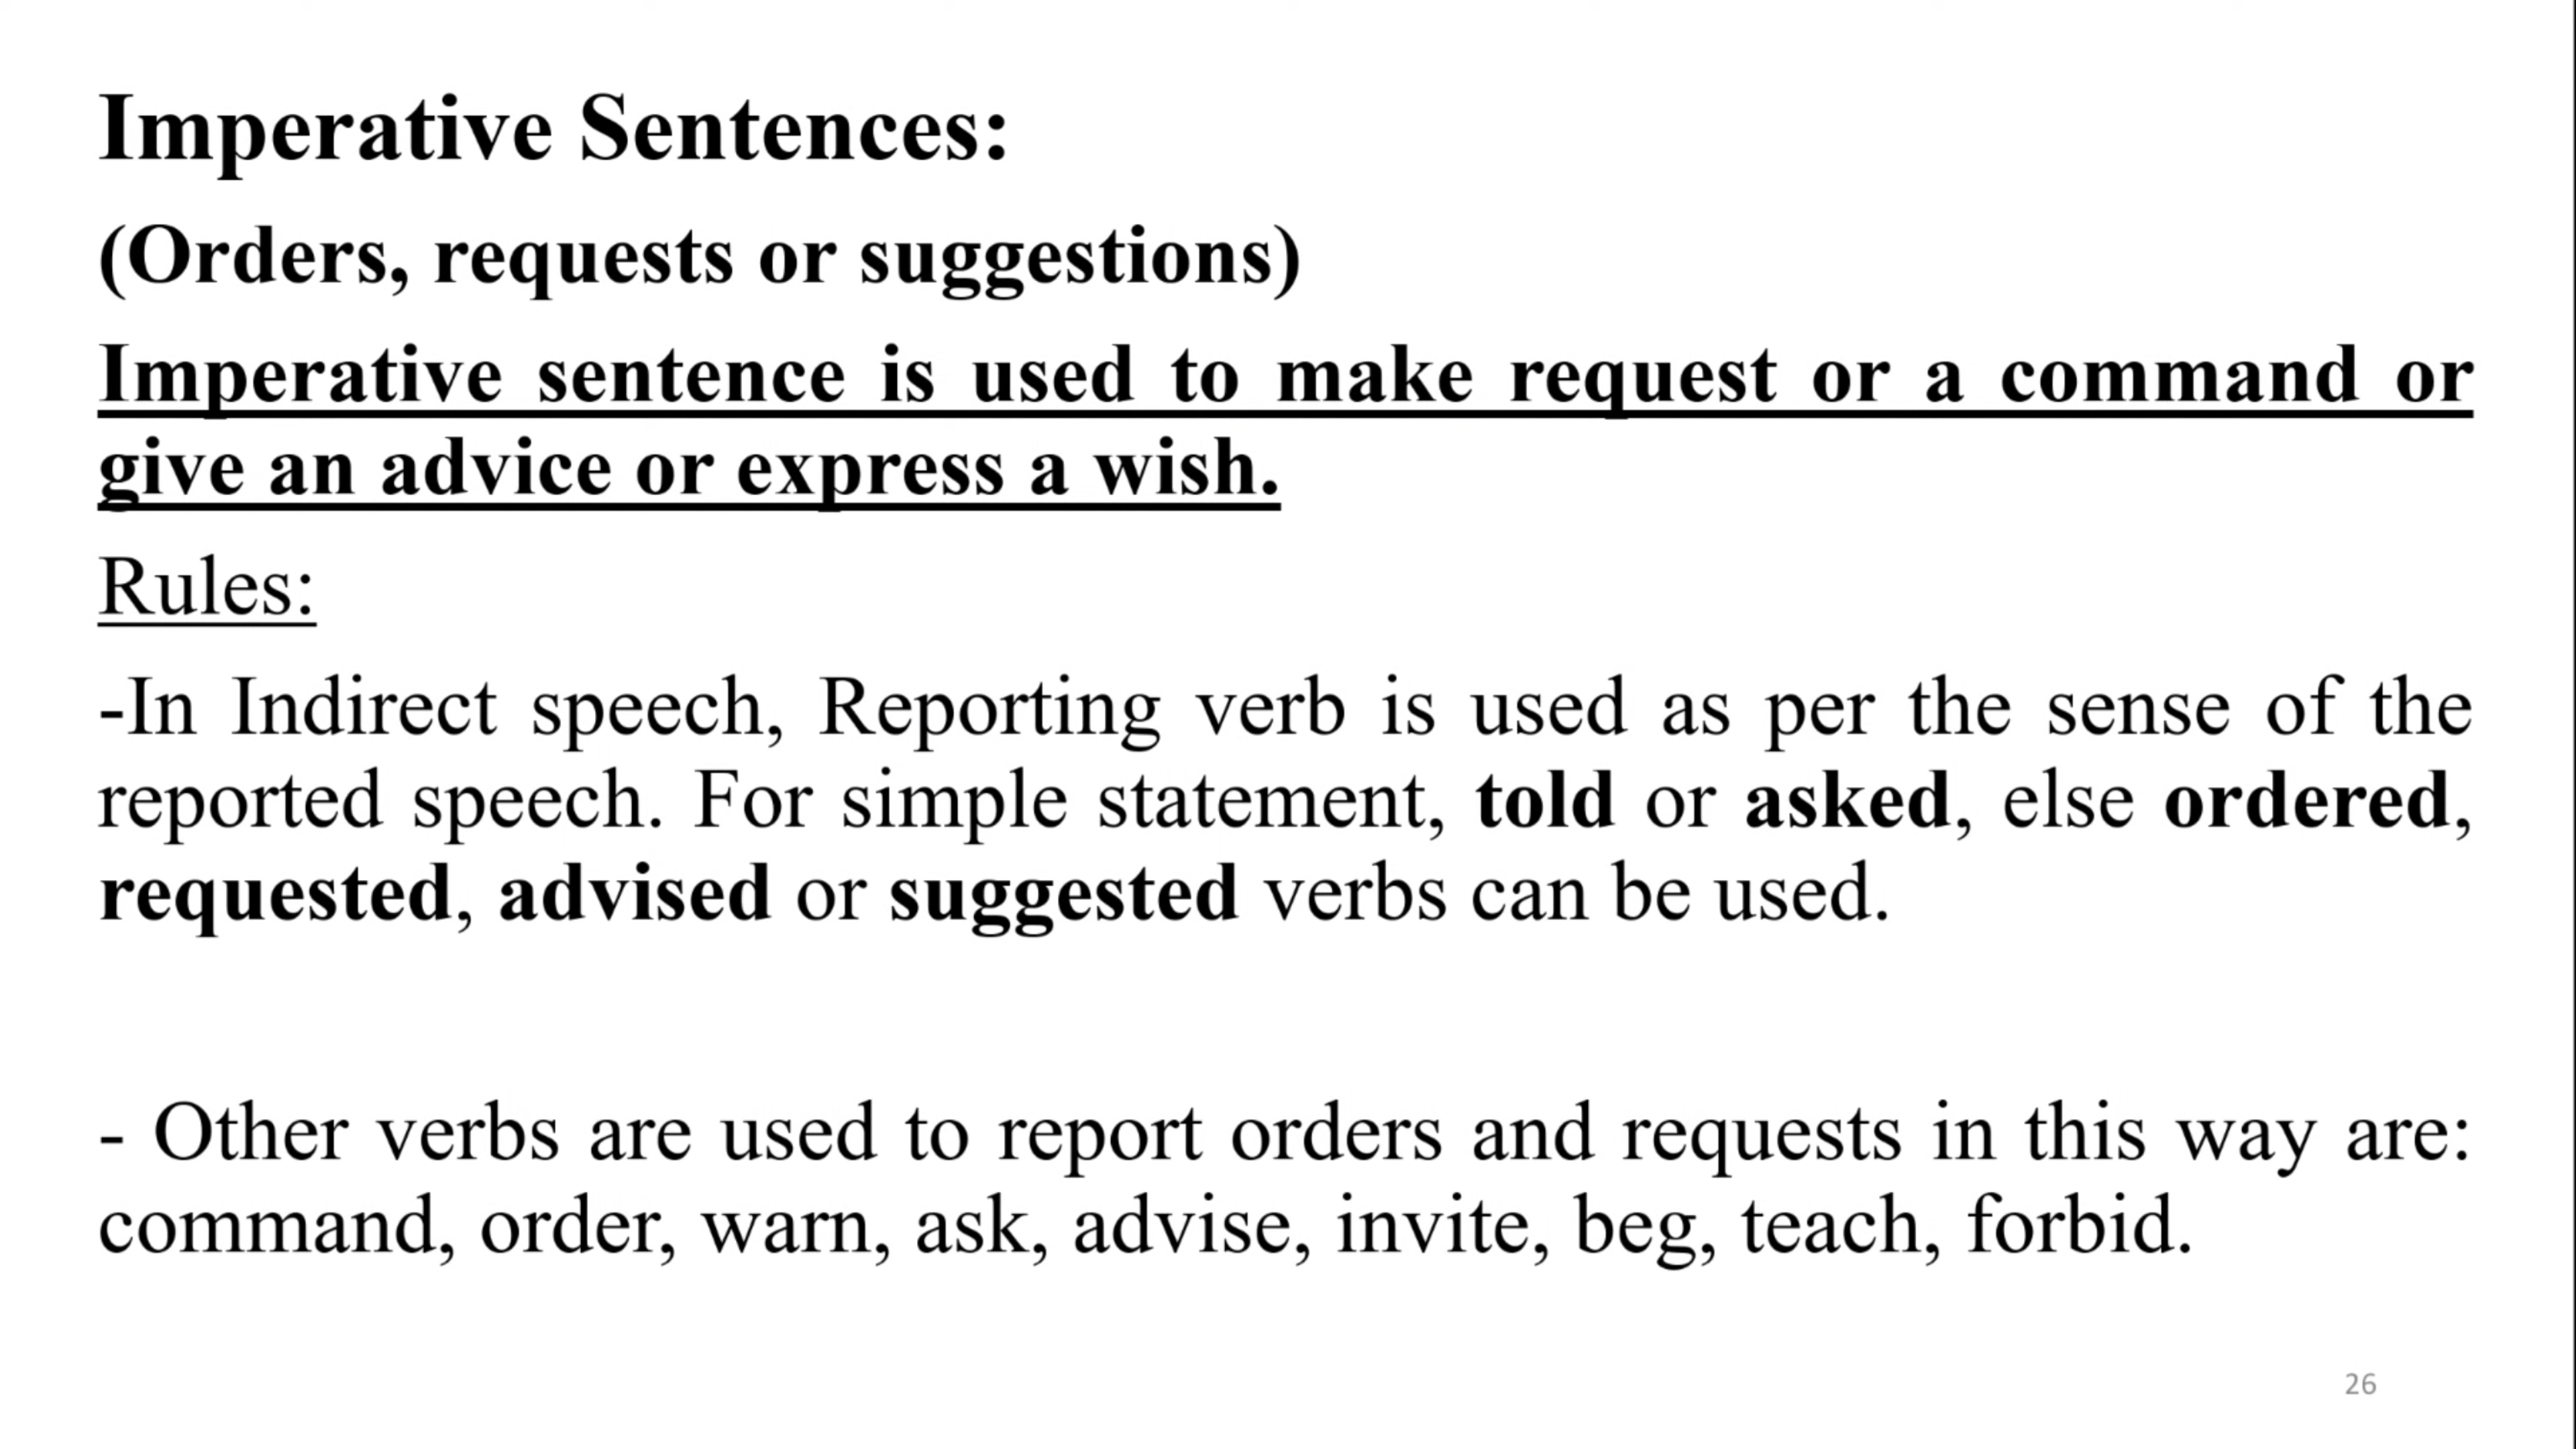 Imperative Sentences:
(Orders, requests or suggestions)
Imperative sentence is used to make request or a command or
give an advice or express a wish.
Rules:
-In Indirect speech, Reporting verb is used as per the sense of the
reported speech. For simple statement, told or asked, else ordered,
requested, advised or suggested verbs can be used.
- Other verbs are used to report orders and requests in this way are:
command, order, warn, ask, advise, invite, beg, teach, forbid.
26